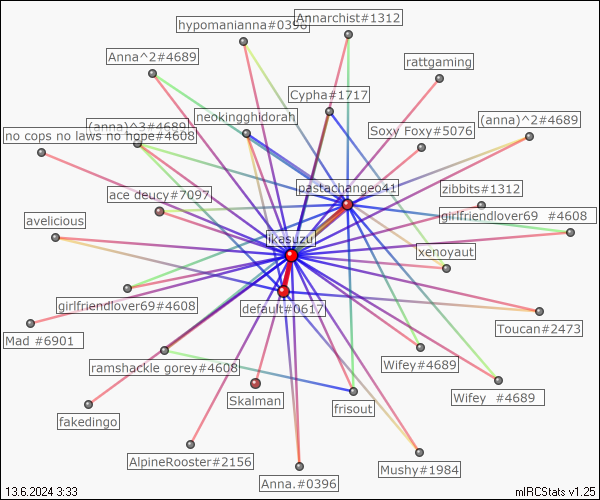 hypomanianna#0396
Annarchist#1312
Anna^2#4689
rattgaming
Cypha#1717
neokingghidorah
(anna)^3#4689
no cops no laws no hope#4608
Soxy Foxy#5076
(anna)^2#4689
pastachangeo41
ace deucy#7097
zibbits#1312
girlfriendlover69 #4608
avelicious
ikasuzu
xenoyaut
girlfriendlover69#4608
default#0617
Toucan#2473
Mad #6901
ramshackle gorey#4608
Wifey#4689
Skalman
frisout
Wifey #4689
fakedingo
AlpineRooster#2156
Anna.#0396
Mushy#1984
13.6.2024 3:33
mIRCStats v1.25